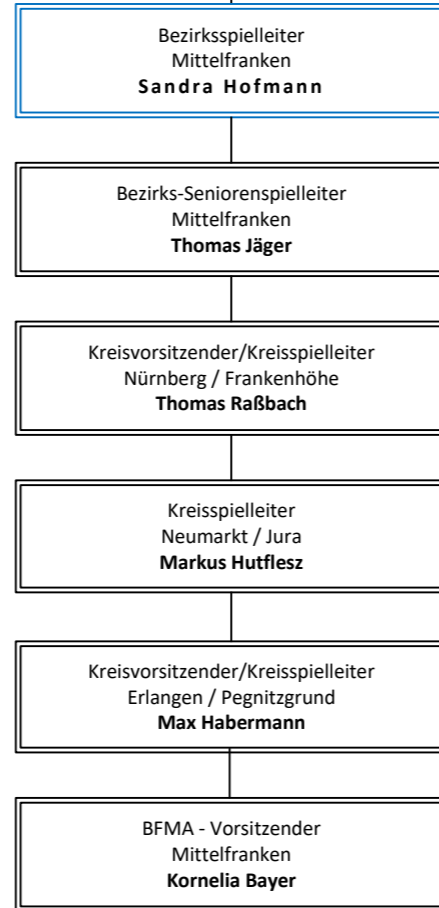 Bezirksspielleiter
Mittelfranken
Sandra Hofmann
Bezirks-Seniorenspielleiter
Mittelfranken
Thomas Jäger
Kreisvorsitzender/Kreisspielleiter
Nürnberg / Frankenhöhe
Thomas Raßbach
Kreisspielleiter
Neumarkt / Jura
Markus Hutflesz
Kreisvorsitzender/Kreisspielleiter
Erlangen / Pegnitzgrund
Max Habermann
BFMA - Vorsitzender
Mittelfranken
Kornelia Bayer